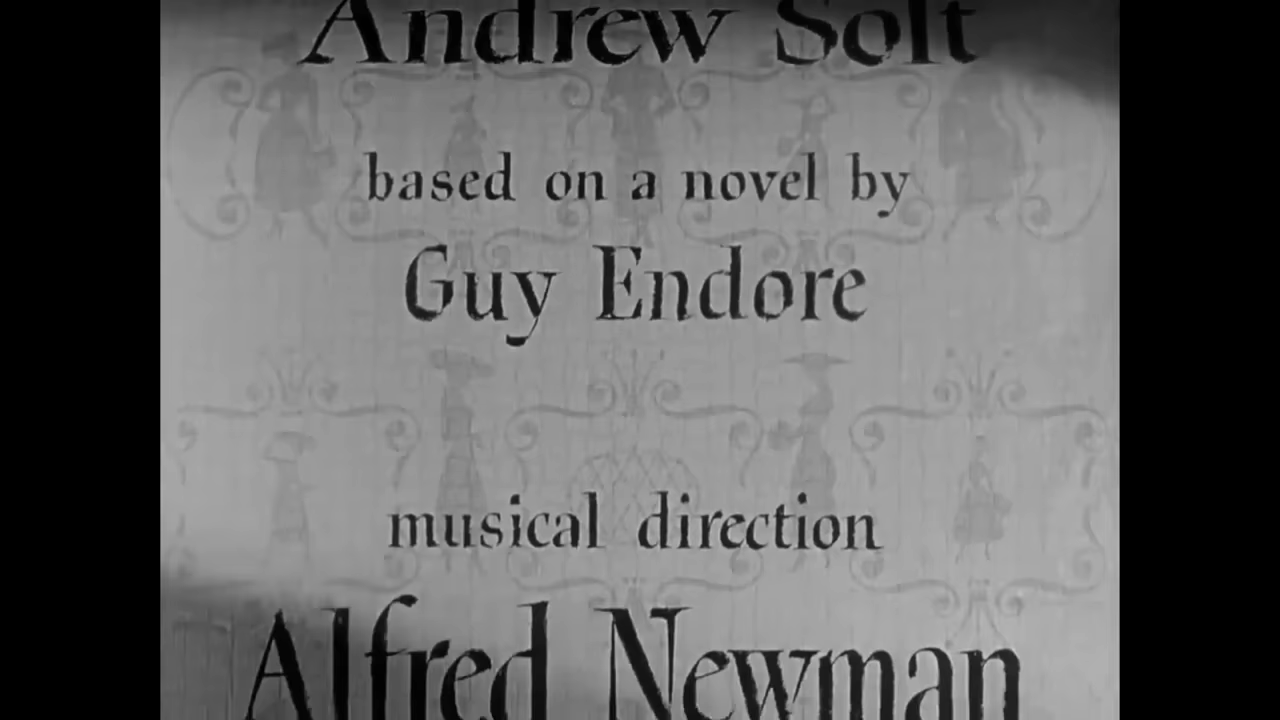 Andrew Solt
based on a novel by
Guy Endore
musical direction
Alfred Newman